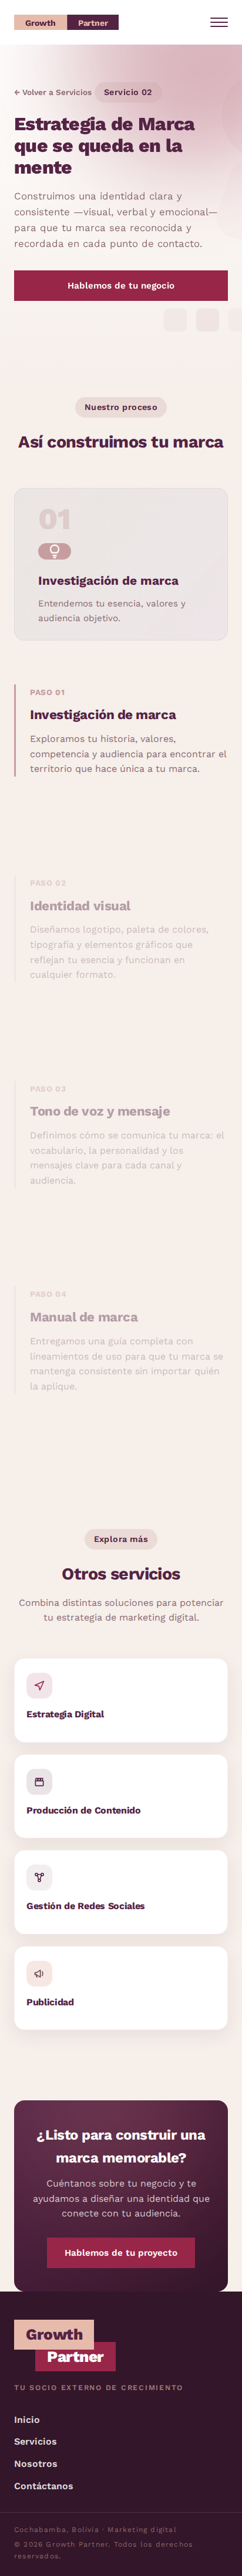 Growth Partner
← Volver a Servicios Servicio 02
Estrategia de Marca
que se queda en la
mente
Construimos una identidad clara y
consistente —visual, verbal y emocional—
para que tu marca sea reconocida y
recordada en cada punto de contacto.
Hablemos de tu negocio
Nuestro proceso
Así construimos tu marca
01
Investigación de marca
Entendemos tu esencia, valores y
audiencia objetivo.
PASO 01
Investigación de marca
Exploramos tu historia, valores,
competencia y audiencia para encontrar el
territorio que hace única a tu marca.
PASO 02
Identidad visual
Diseñamos logotipo, paleta de colores,
tipografía y elementos gráficos que
reflejan tu esencia y funcionan en
cualquier formato.
PASO 03
Tono de voz y mensaje
Definimos cómo se comunica tu marca: el
vocabulario, la personalidad y los
mensajes clave para cada canal y
audiencia.
PASO 04
Manual de marca
Entregamos una guía completa con
lineamientos de uso para que tu marca se
mantenga consistente sin importar quién
la aplique.
Explora más
Otros servicios
Combina distintas soluciones para potenciar
tu estrategia de marketing digital.
Estrategia Digital
Producción de Contenido
Gestión de Redes Sociales
Publicidad
¿Listo para construir una
marca memorable?
Cuéntanos sobre tu negocio y te
ayudamos a diseñar una identidad que
conecte con tu audiencia.
Hablemos de tu proyecto
Growth
Partner
TU SOCIO EXTERNO DE CRECIMIENTO
Inicio
Servicios
Nosotros
Contáctanos
Cochabamba, Bolivia · Marketing digital
© 2026 Growth Partner. Todos los derechos
reservados.